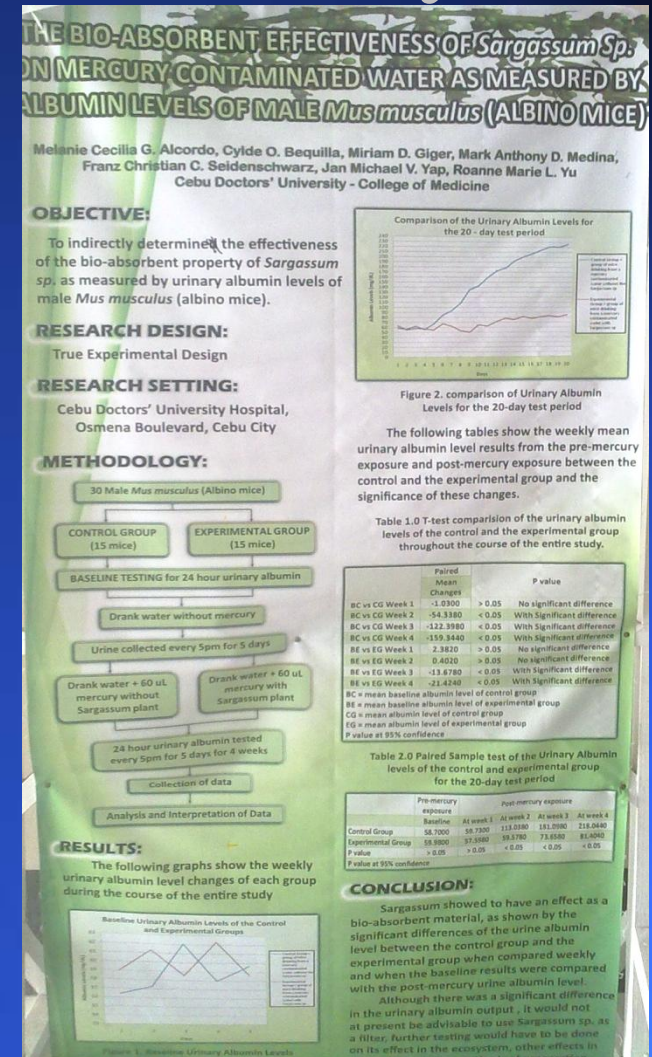 THE BIO-ABSORBENT EFFECTIVENESS OF Sargassum Sp.
ON MERCURY CONTAMINATED WATER AS MEASURED BY
ALBUMIN LEVELS OF MALE Mus musculus (ALBINO MICE)
Melanie Cecilia G. Alcordo, Cylde O. Bequilla, Miriam D. Giger, Mark Anthony D. Medina,
Franz Christian C. Seidenschwarz, Jan Michael V. Yap, Roanne Marie L. Yu
Cebu Doctors' University - College of Medicine
OBJECTIVE:
To indirectly determined the effectiveness
of the bio-absorbent property of Sargassum
sp. as measured by urinary albumin levels of
male Mus musculus (albino mice).
RESEARCH DESIGN:
True Experimental Design
RESEARCH SETTING:
Cebu Doctors' University Hospital,
Osmena Boulevard, Cebu City
METHODOLOGY:
30 Male Mus musculus (Albino mice)
CONTROL GROUP
(15 mice)
EXPERIMENTAL GROUP
(15 mice)
BASELINE TESTING for 24 hour urinary albumin
Drank water without mercury
Urine collected every 5pm for 5 days
Drank water + 60 uL
mercury without
Sargassum plant
Drank water + 60 uL
mercury with
Sargassum plant
24 hour urinary albumin tested
every 5pm for 5 days for 4 weeks
Collection of data
Analysis and Interpretation of Data
RESULTS:
The following graphs show the weekly
urinary albumin level changes of each group
during the course of the entire study
Baseline Urinary Albumin Levels of the Control
and Experimental Groups
Figure 1. Baseline Urinary Albumin Levels
Comparison of the Urinary Albumin Levels for
the 20 - day test period
Figure 2. comparison of Urinary Albumin
Levels for the 20-day test period
The following tables show the weekly mean
urinary albumin level results from the pre-mercury
exposure and post-mercury exposure between the
control and the experimental group and the
significance of these changes.
Table 1.0 T-test comparision of the urinary albumin
levels of the control and the experimental group
throughout the course of the entire study.
Paired
Mean
Changes
P value
BC vs CG Week 1 -1.0300 > 0.05 No significant difference
BC vs CG Week 2 -54.3380 < 0.05 With Significant difference
BC vs CG Week 3 -122.3980 < 0.05 With Significant difference
BC vs CG Week 4 -159.3440 < 0.05 With Significant difference
BE vs EG Week 1 2.3820 > 0.05 No significant difference
BE vs EG Week 2 0.4020 > 0.05 No significant difference
BE vs EG Week 3 -13.6780 < 0.05 With Significant difference
BE vs EG Week 4 -21.4240 < 0.05 With Significant difference
BC = mean baseline albumin level of control group
BE = mean baseline albumin level of experimental group
CG = mean albumin level of control group
EG = mean albumin level of experimental group
P value at 95% confidence
Table 2.0 Paired Sample test of the Urinary Albumin
levels of the control and experimental group
for the 20-day test period
Pre-mercury
exposure
Post-mercury exposure
Baseline At week 1 At week 2 At week 3 At week 4
Control Group 58.7000 59.7300 113.0380 181.0980 218.0440
Experimental Group 59.9800 57.5980 59.5780 73.6580 81.4040
P value > 0.05 > 0.05 < 0.05 < 0.05 < 0.05
P value at 95% confidence
CONCLUSION:
Sargassum showed to have an effect as a
bio-absorbent material, as shown by the
significant differences of the urine albumin
level between the control group and the
experimental group when compared weekly
and when the baseline results were compared
with the post-mercury urine albumin level.
Although there was a significant difference
in the urinary albumin output , it would not
at present be advisable to use Sargassum sp. as
a filter, further testing would have to be done
on its effect in the ecosystem, other effects in